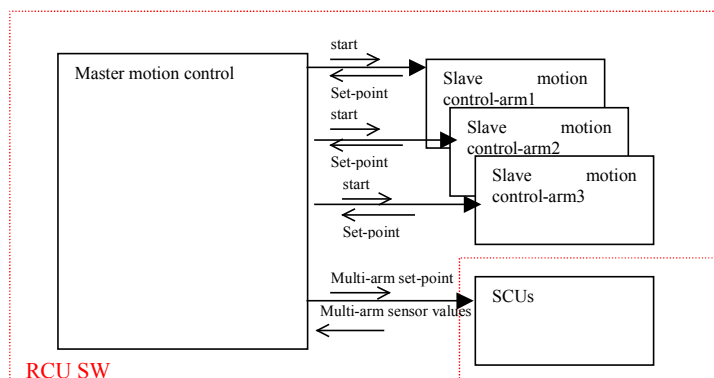 Master motion control
start
Set-point
Slave motion
control-arm1
start
Set-point
Slave motion
control-arm2
start
Set-point
Slave motion
control-arm3
Multi-arm set-point
Multi-arm sensor values
SCUs
RCU SW